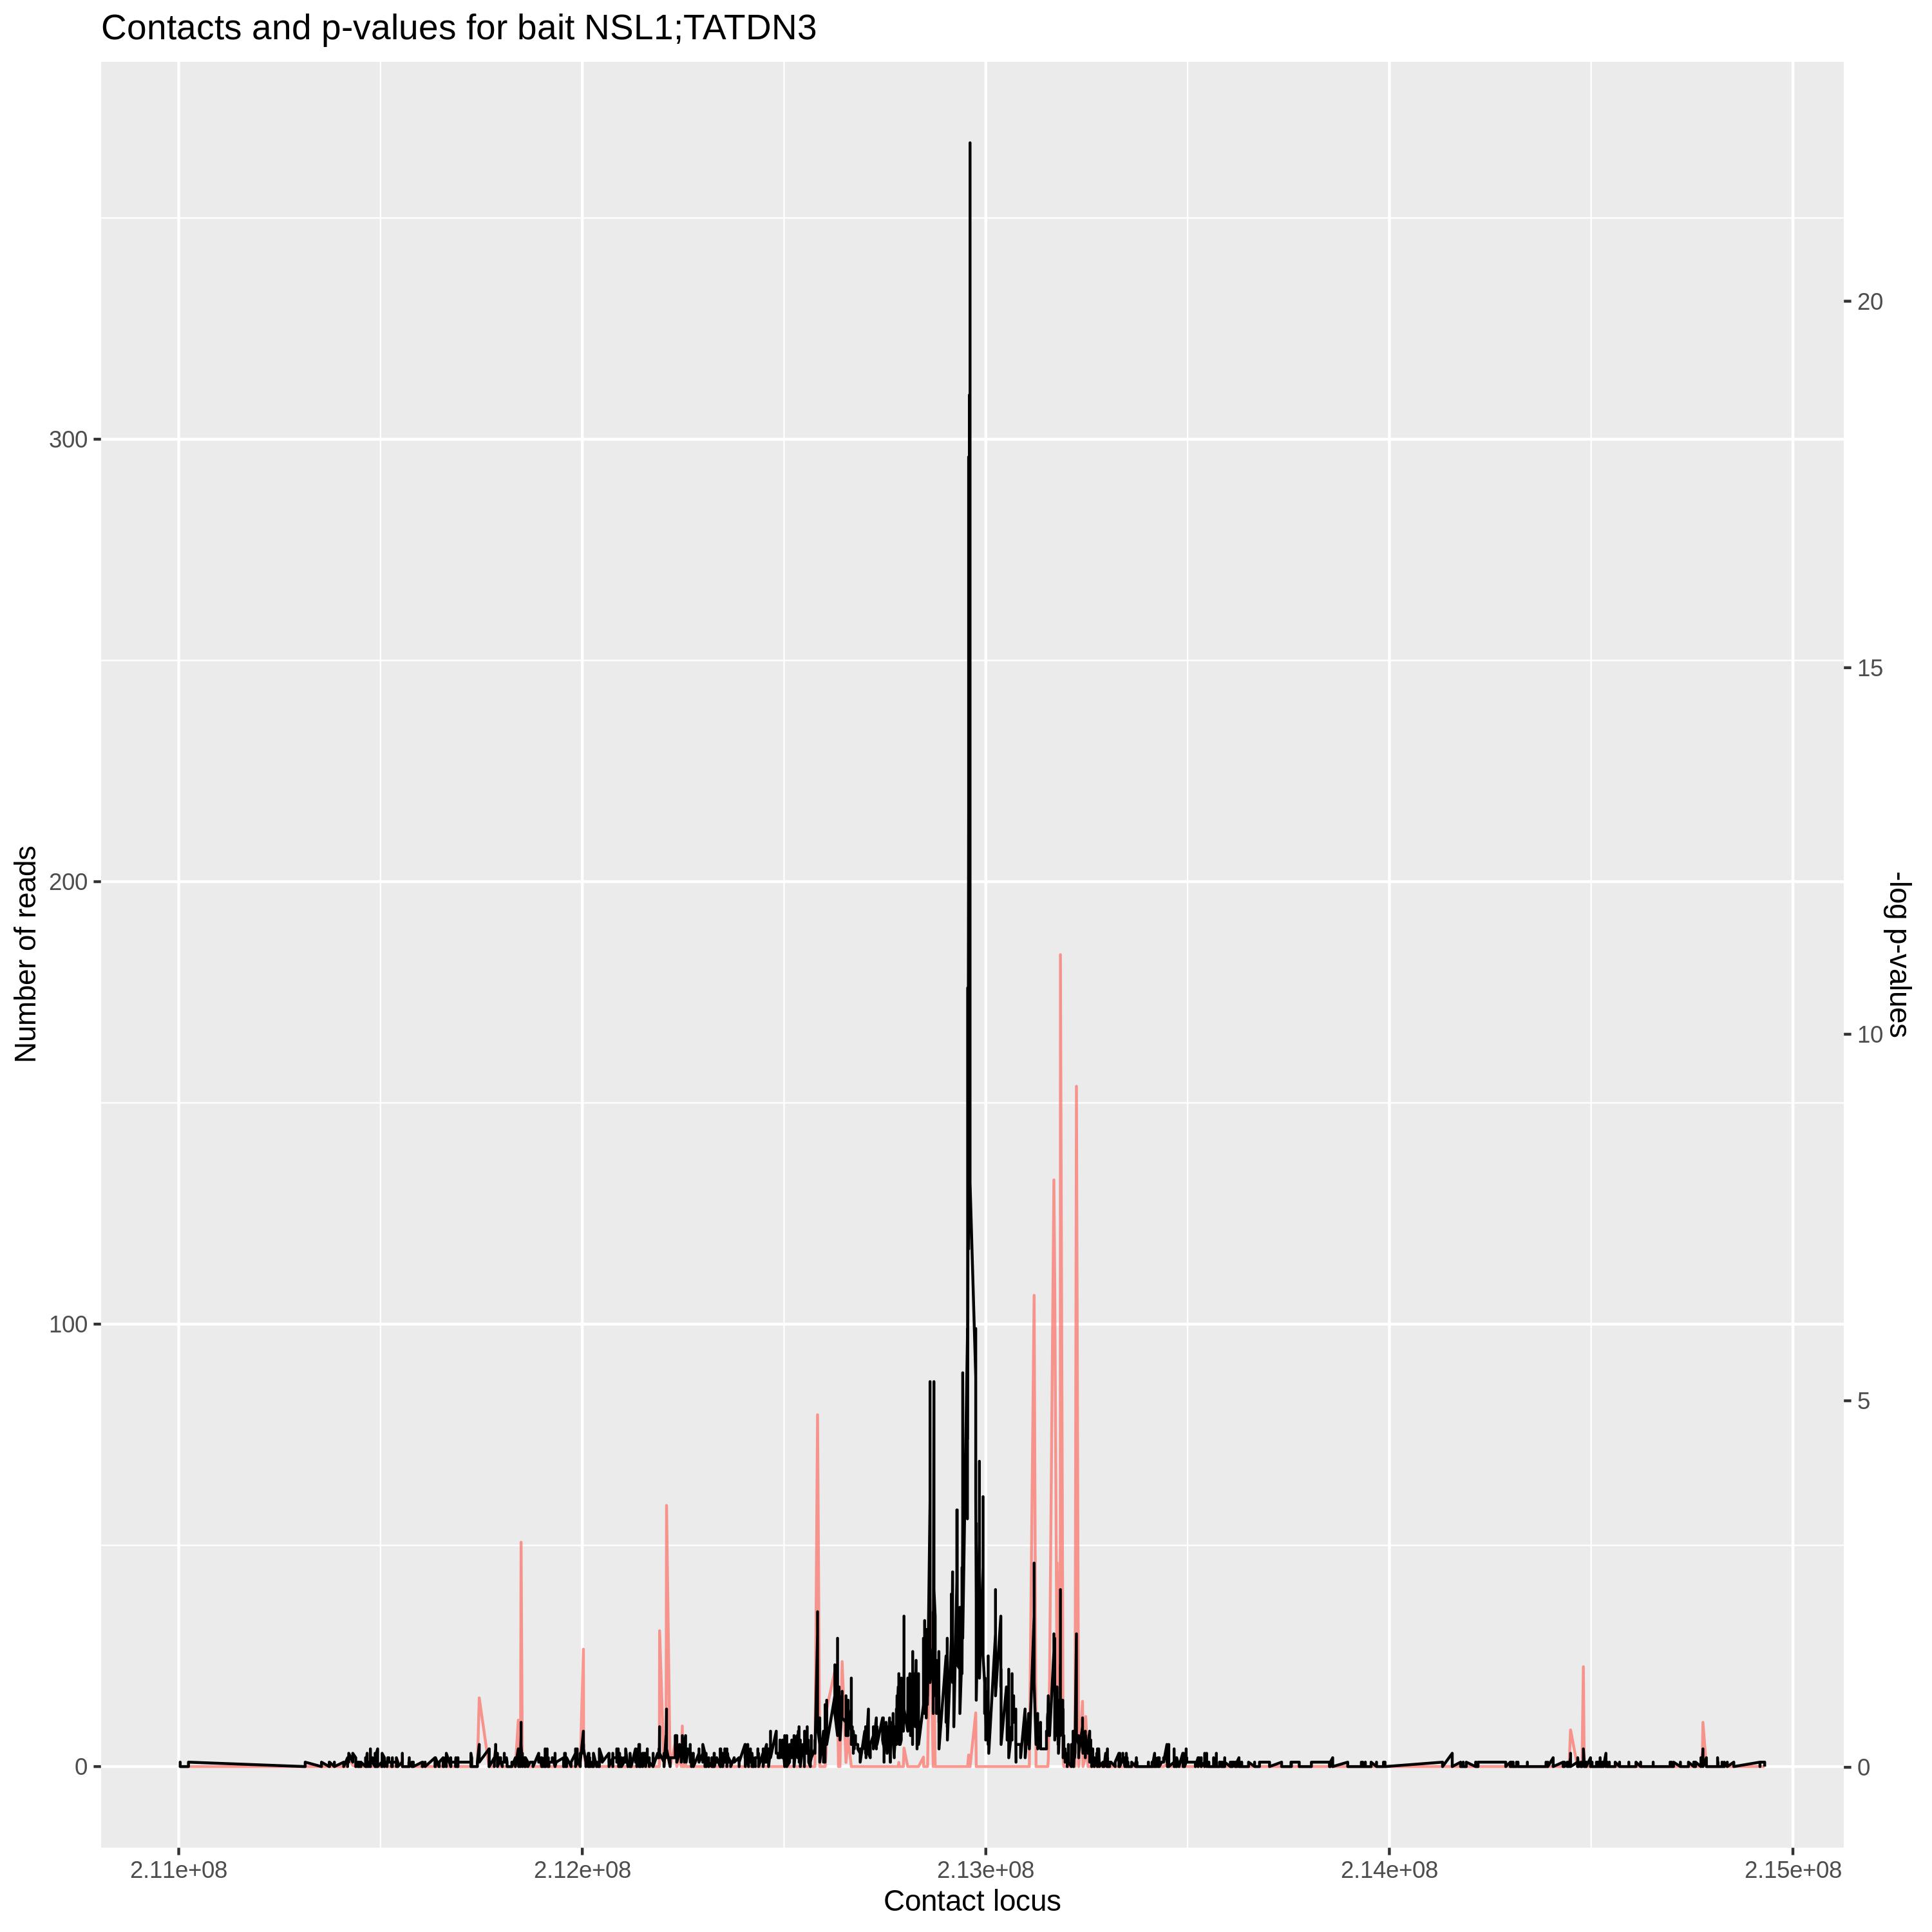 Contacts and p-values for bait NSL1;TATDN3
Number of reads
300
200
100
0
20
15
10
5
0
-log p-values
2.11e+08
2.12e+08
2.13e+08
2.14e+08
2.15e+08
Contact locus